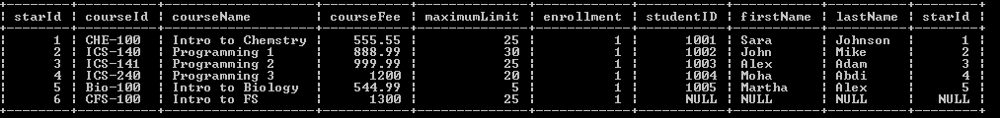 starId | courseId | courseName | courseFee | maximumLimit | enrollment | studentID | firstName | lastName | starId
1 | CHE-100 | Intro to Chemstry | 555.55 | 25 | 1 | 1001 | Sara | Johnson | 1
2 | ICS-140 | Programming 1 | 888.99 | 30 | 1 | 1002 | John | Mike | 2
3 | ICS-141 | Programming 2 | 999.99 | 25 | 1 | 1003 | Alex | Adam | 3
4 | ICS-240 | Programming 3 | 1200 | 20 | 1 | 1004 | Moha | Abdi | 4
5 | Bio-100 | Intro to Biology | 544.99 | 5 | 1 | 1005 | Martha | Alex | 5
6 | CFS-100 | Intro to FS | 1300 | 25 | 1 | NULL | NULL | NULL | NULL